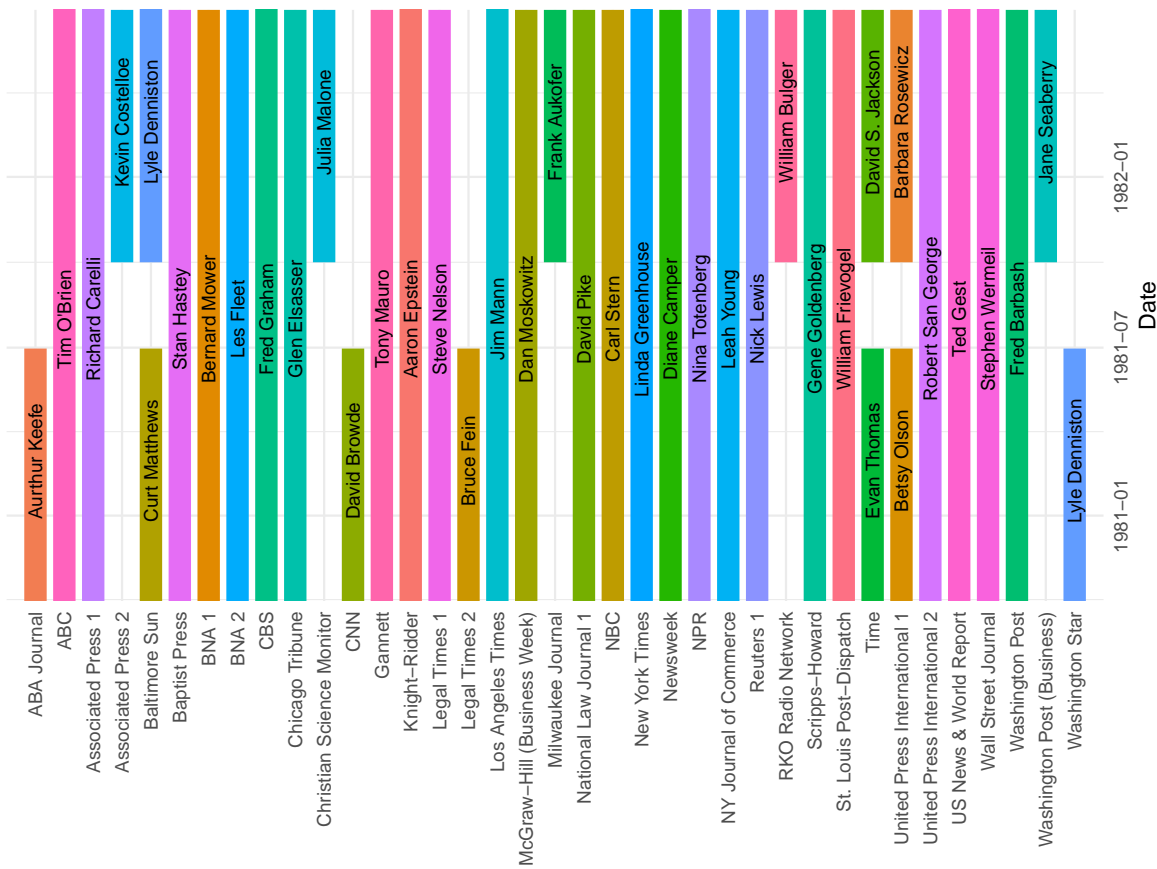 Aurthur Keefe
Tim O'Brien
Richard Carelli
Kevin Costelloe
Lyle Denniston
Curt Matthews
Stan Hastey
Bernard Mower
Les Fleet
Fred Graham
Glen Elsasser
Julia Malone
David Browde
Tony Mauro
Aaron Epstein
Steve Nelson
Bruce Fein
Jim Mann
Dan Moskowitz
Frank Aukofer
David Pike
Carl Stern
Linda Greenhouse
Diane Camper
Nina Totenberg
Leah Young
Nick Lewis
William Bulger
Gene Goldenberg
William Frievogel
David S. Jackson
Evan Thomas
Barbara Rosewicz
Betsy Olson
Robert San George
Ted Gest
Stephen Wermeil
Fred Barbash
Jane Seaberry
Lyle Denniston
ABA Journal
ABC
Associated Press 1
Associated Press 2
Baltimore Sun
Baptist Press
BNA 1
BNA 2
CBS
Chicago Tribune
Christian Science Monitor
CNN
Gannett
Knight−Ridder
Legal Times 1
Legal Times 2
Los Angeles Times
McGraw−Hill (Business Week)
Milwaukee Journal
National Law Journal 1
NBC
New York Times
Newsweek
NPR
NY Journal of Commerce
Reuters 1
RKO Radio Network
Scripps−Howard
St. Louis Post−Dispatch
Time
United Press International 1
United Press International 2
US News & World Report
Wall Street Journal
Washington Post
Washington Post (Business)
Washington Star
1981−01
1981−07
1982−01
Date